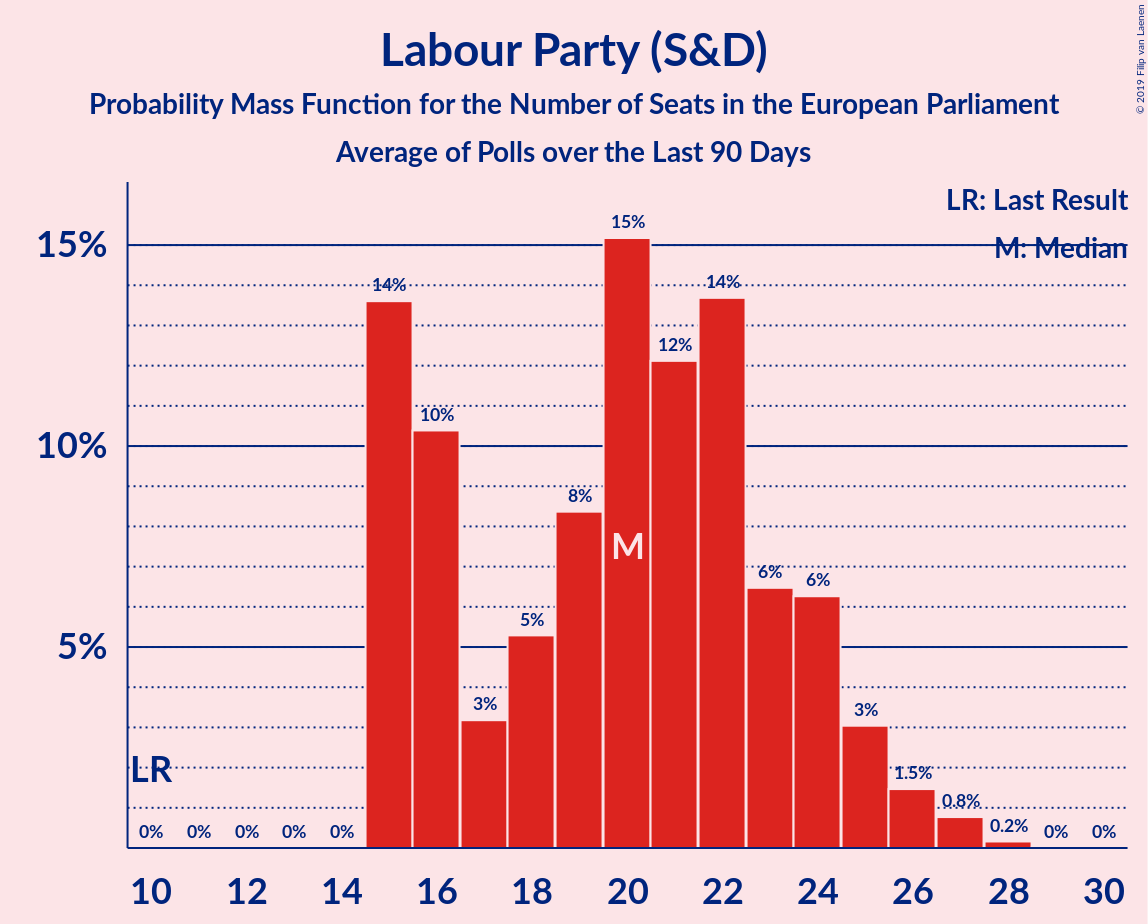 © 2019 Filip van Laenen
Labour Party (S&D)
Probability Mass Function for the Number of Seats in the European Parliament
Average of Polls over the Last 90 Days
LR: Last Result
M: Median
15%
10%
5%
LR
M
0% 0% 0% 0% 0% 14% 10% 3% 5% 8% 15% 12% 14% 6% 6% 3% 1.5% 0.8% 0.2% 0% 0%
10 12 14 16 18 20 22 24 26 28 30